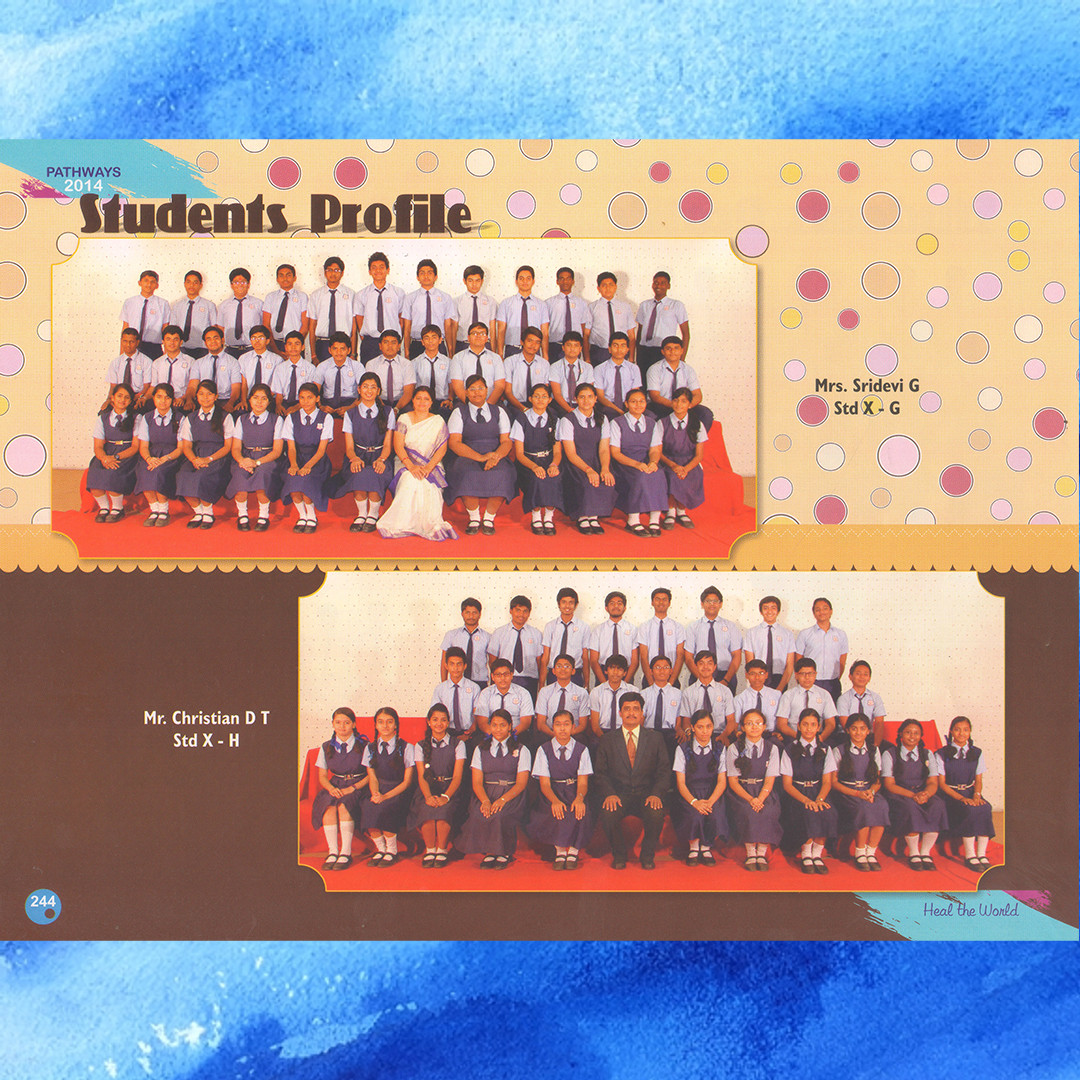 PATHWAYS
2014
Students Profile
Mrs. Sridevi G
Std X - G
Mr. Christian D T
Std X - H
244
Heal the World